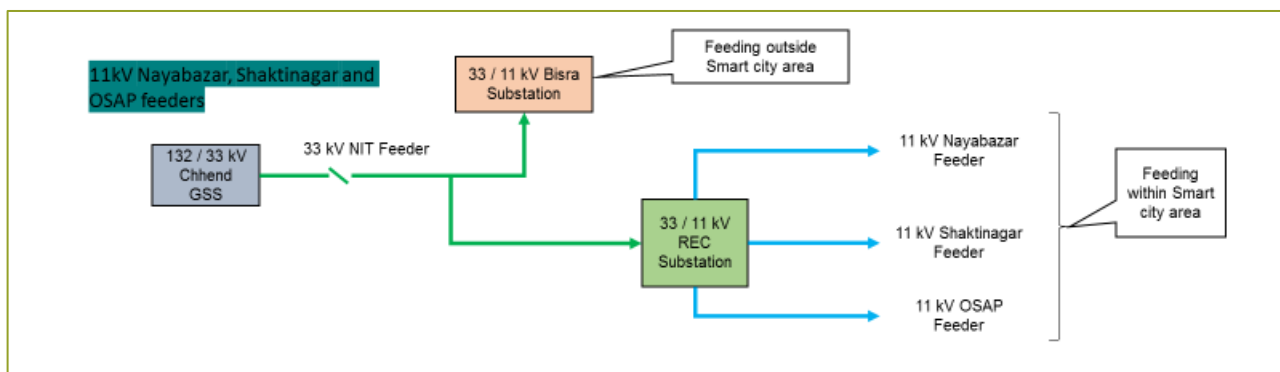 11kV Nayabazar, Shaktinagar and
OSAP feeders
132 / 33 kV
Chhend
GSS
33 kV NIT Feeder
33 / 11 kV Bisra
Substation
Feeding outside
Smart city area
33 / 11 kV
REC
Substation
11 kV Nayabazar
Feeder
11 kV Shaktinagar
Feeder
11 kV OSAP
Feeder
Feeding
within Smart
city area